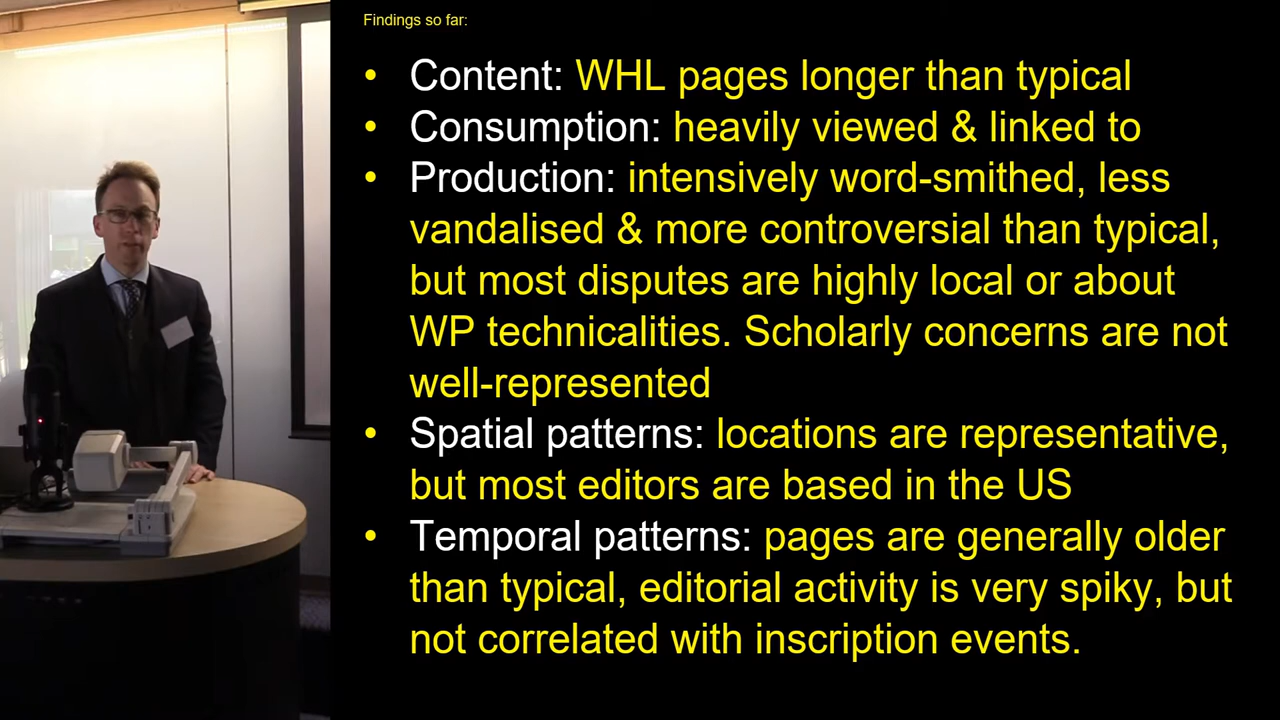 Findings so far:
• Content: WHL pages longer than typical
• Consumption: heavily viewed & linked to
• Production: intensively word-smithed, less
vandalised & more controversial than typical,
but most disputes are highly local or about
WP technicalities. Scholarly concerns are not
well-represented
• Spatial patterns: locations are representative,
but most editors are based in the US
• Temporal patterns: pages are generally older
than typical, editorial activity is very spiky, but
not correlated with inscription events.